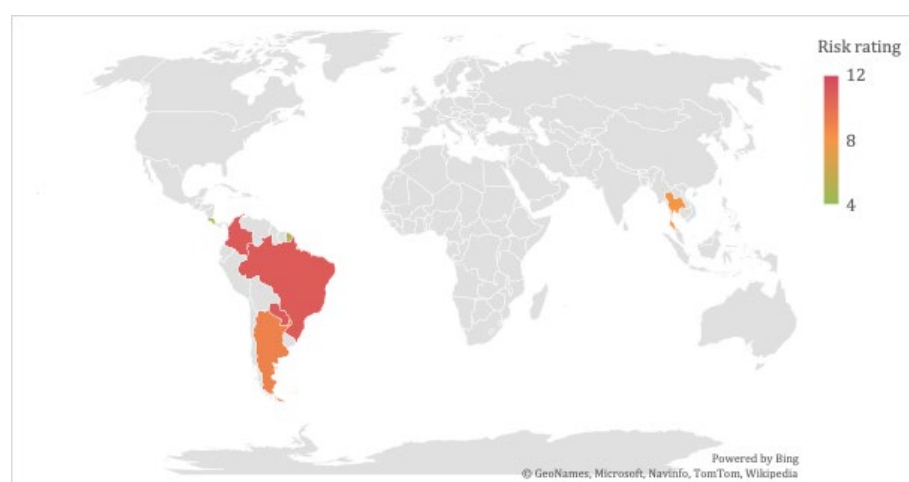 Risk rating
12
8
4
Powered by Bing
© GeoNames, Microsoft, Navinfo, TomTom, Wikipedia